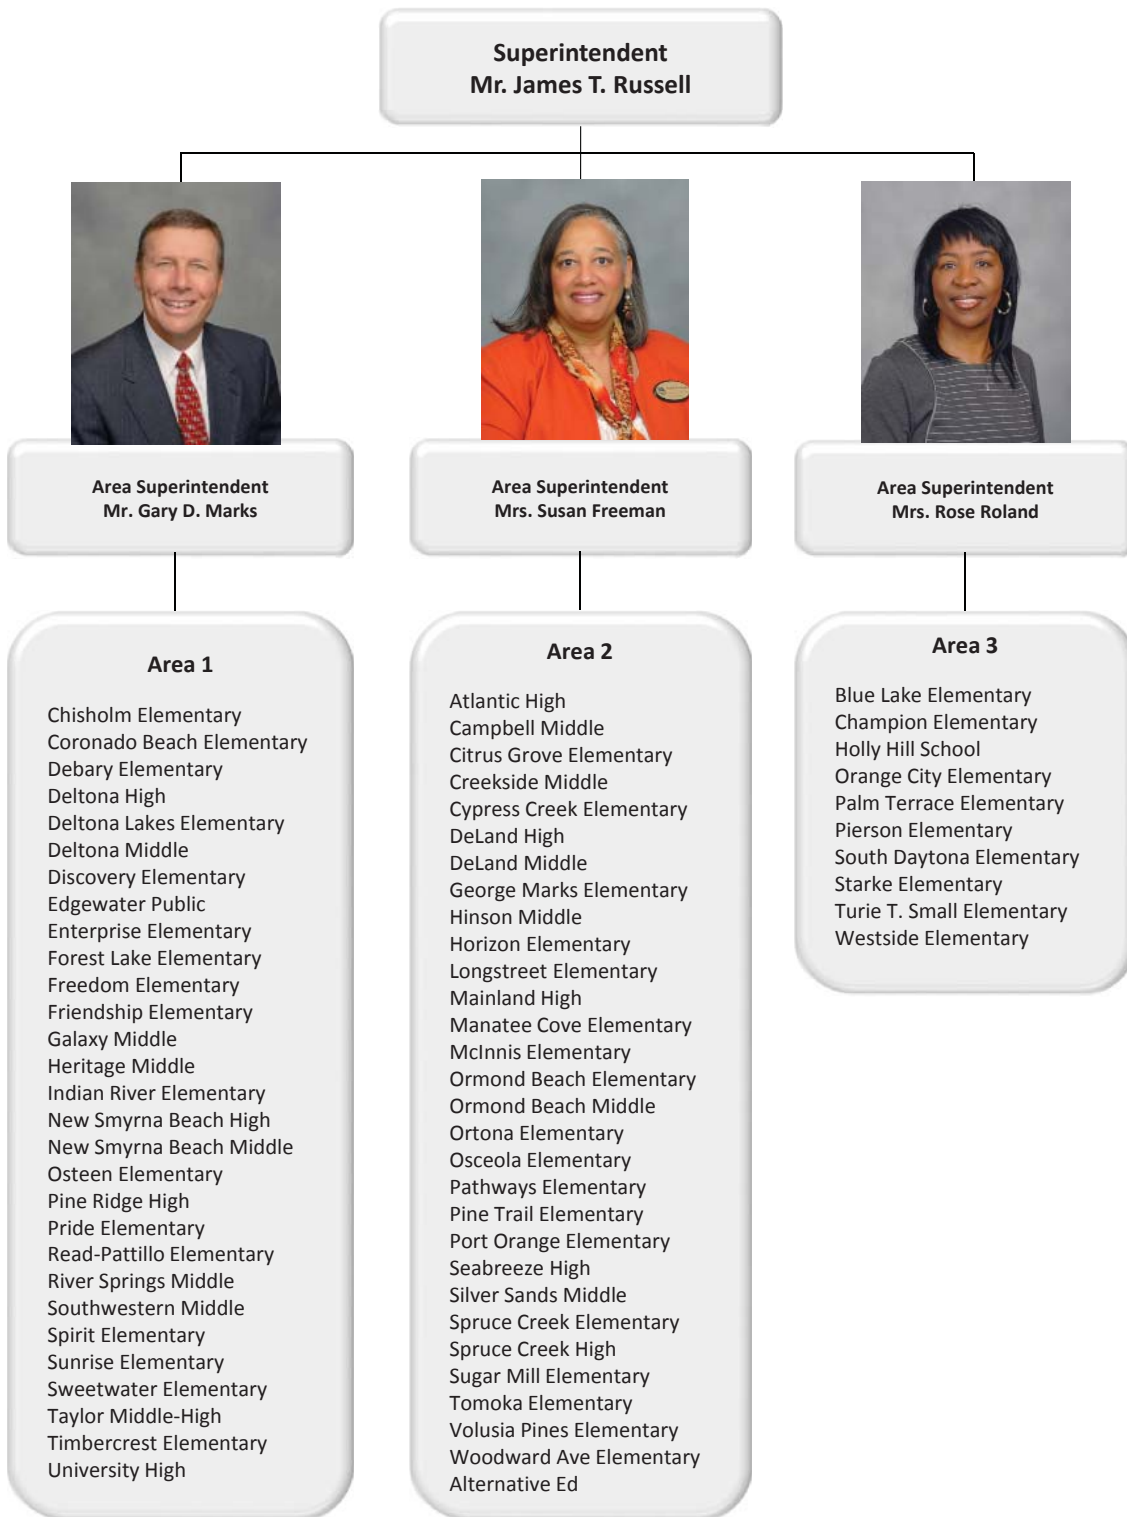 Superintendent
Mr. James T. Russell
Area Superintendent
Mr. Gary D. Marks
Area Superintendent
Mrs. Susan Freeman
Area Superintendent
Mrs. Rose Roland
Area 1
Chisholm Elementary
Coronado Beach Elementary
Debary Elementary
Deltona High
Deltona Lakes Elementary
Deltona Middle
Discovery Elementary
Edgewater Public
Enterprise Elementary
Forest Lake Elementary
Freedom Elementary
Friendship Elementary
Galaxy Middle
Heritage Middle
Indian River Elementary
New Smyrna Beach High
New Smyrna Beach Middle
Osteen Elementary
Pine Ridge High
Pride Elementary
Read-Pattillo Elementary
River Springs Middle
Southwestern Middle
Spirit Elementary
Sunrise Elementary
Sweetwater Elementary
Taylor Middle-High
Timbercrest Elementary
University High
Area 2
Atlantic High
Campbell Middle
Citrus Grove Elementary
Creekside Middle
Cypress Creek Elementary
DeLand High
DeLand Middle
George Marks Elementary
Hinson Middle
Horizon Elementary
Longstreet Elementary
Mainland High
Manatee Cove Elementary
McInnis Elementary
Ormond Beach Elementary
Ormond Beach Middle
Ortona Elementary
Osceola Elementary
Pathways Elementary
Pine Trail Elementary
Port Orange Elementary
Seabreeze High
Silver Sands Middle
Spruce Creek Elementary
Spruce Creek High
Sugar Mill Elementary
Tomoka Elementary
Volusia Pines Elementary
Woodward Ave Elementary
Alternative Ed
Area 3
Blue Lake Elementary
Champion Elementary
Holly Hill School
Orange City Elementary
Palm Terrace Elementary
Pierson Elementary
South Daytona Elementary
Starke Elementary
Turie T. Small Elementary
Westside Elementary